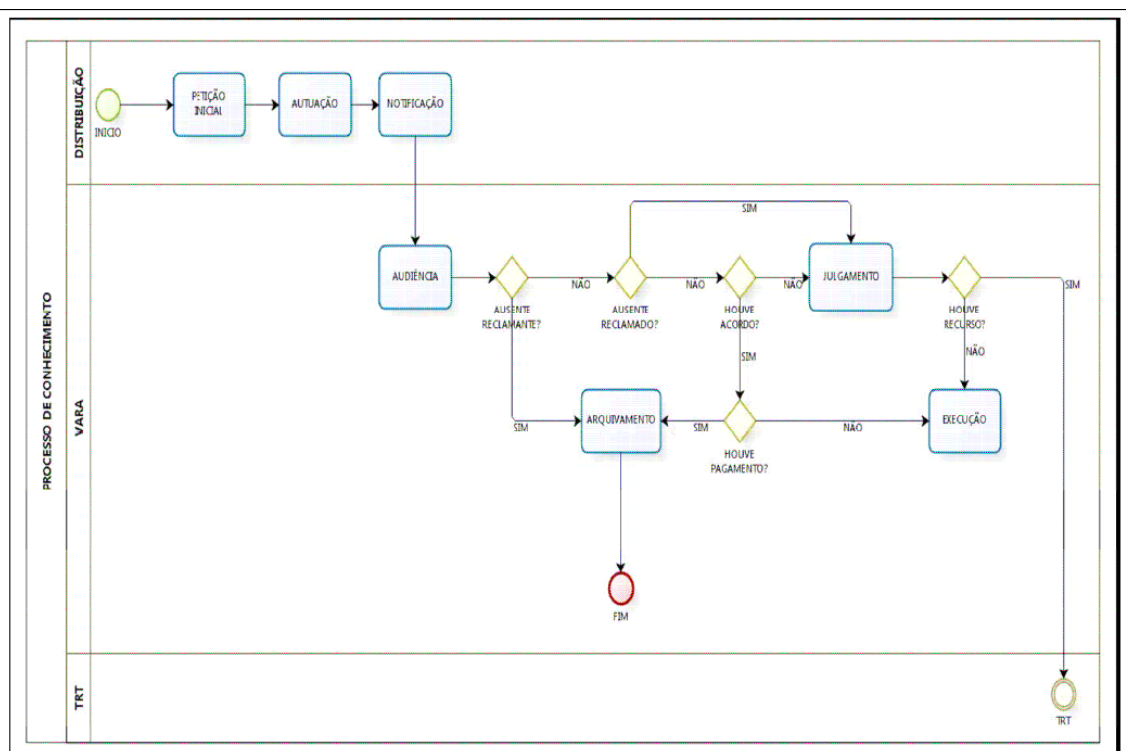 PROCESSO DE CONHECIMENTO
DISTRIBUIÇÃO
INICIO
PETIÇÃO
INICIAL
AUTUAÇÃO
NOTIFICAÇÃO
VARA
AUDIÊNCIA
AUSENTE
RECLAMANTE?
NÃO
SIM
AUSENTE
RECLAMADO?
SIM
NÃO
HOUVE
ACORDO?
NÃO
SIM
JULGAMENTO
HOUVE
RECURSO?
SIM
NÃO
ARQUIVAMENTO
SIM
HOUVE
PAGAMENTO?
NÃO
EXECUÇÃO
FIM
TRT
TRT